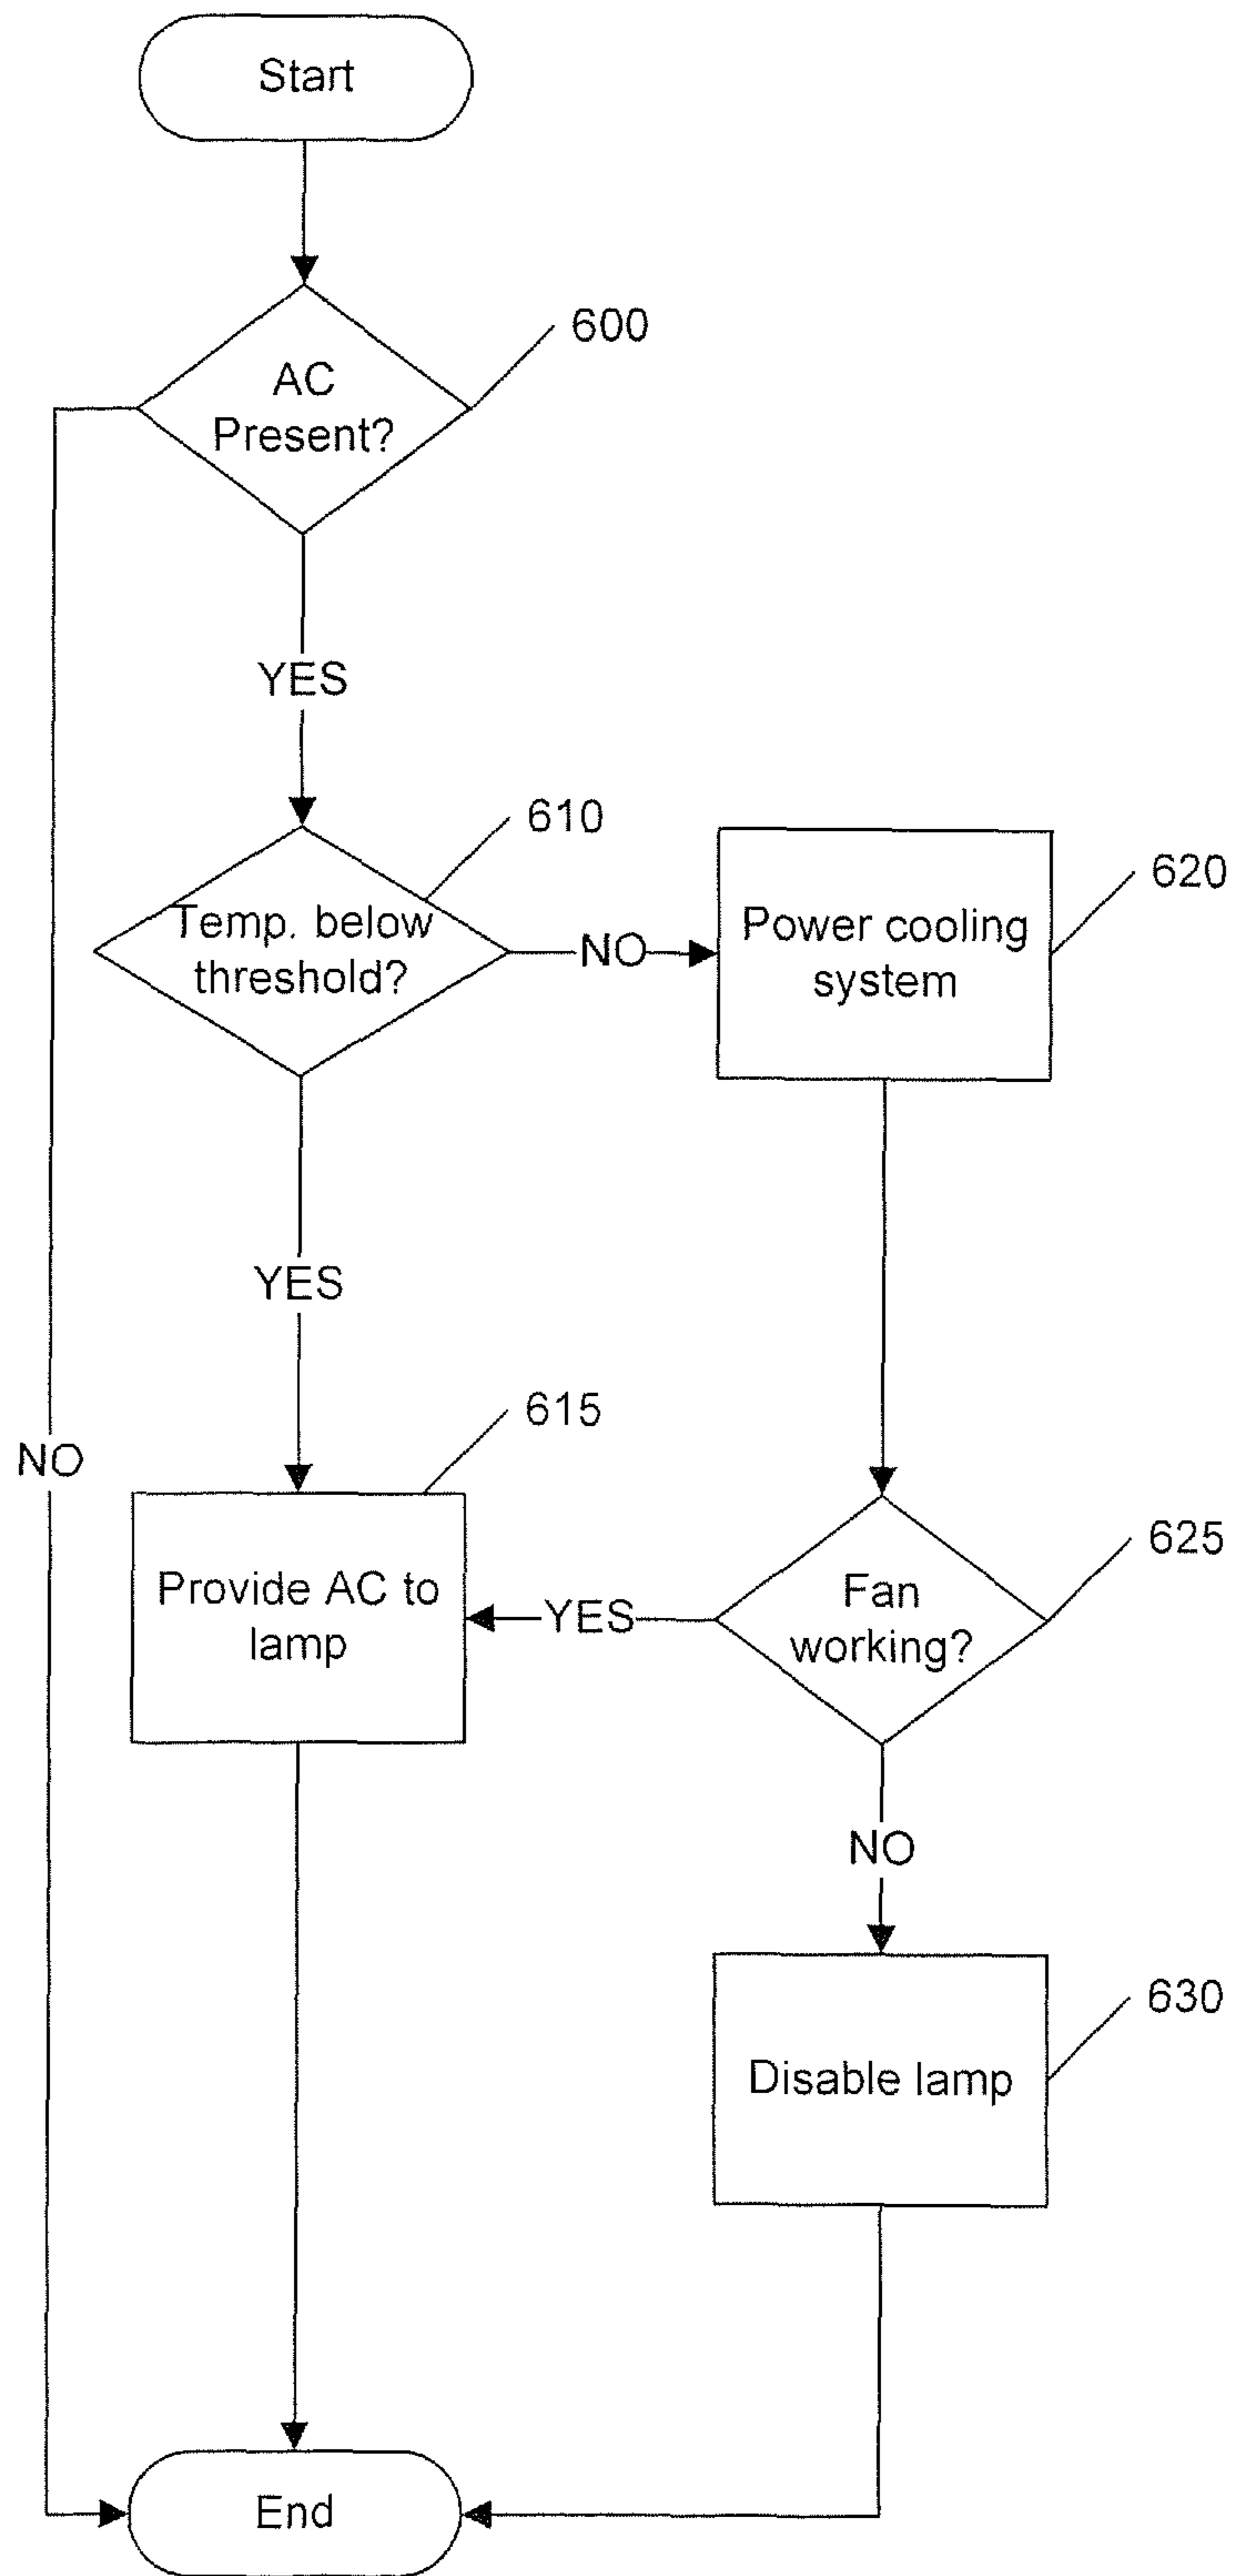 Start
AC
Present?
600
YES
Temp. below
threshold?
610
NO
Power cooling
system
620
YES
NO
Provide AC to
lamp
615
YES
Fan
working?
625
NO
Disable lamp
630
End